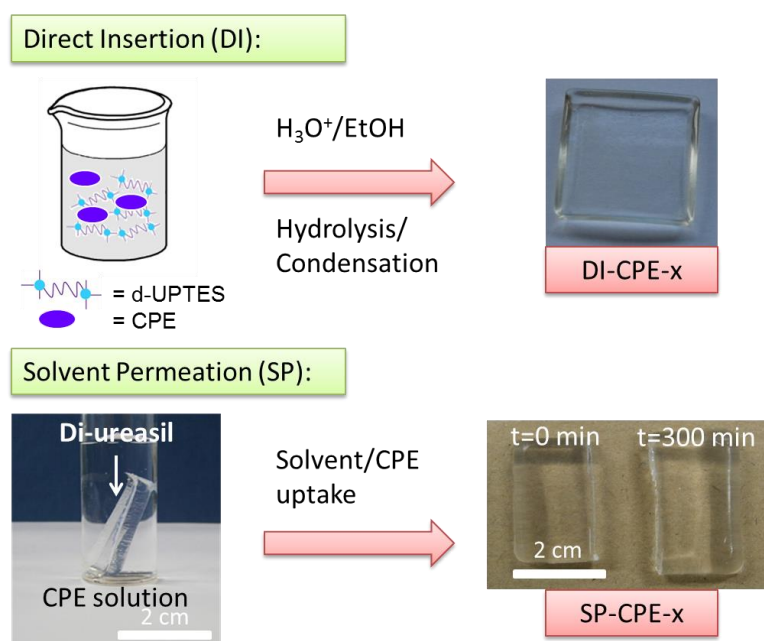 Direct Insertion (DI):
H₃O⁺/EtOH
Hydrolysis/
Condensation
DI-CPE-x
= d-UPTES
= CPE
Solvent Permeation (SP):
Di-ureasil
CPE solution
2 cm
Solvent/CPE
uptake
t=0 min
t=300 min
2 cm
SP-CPE-x